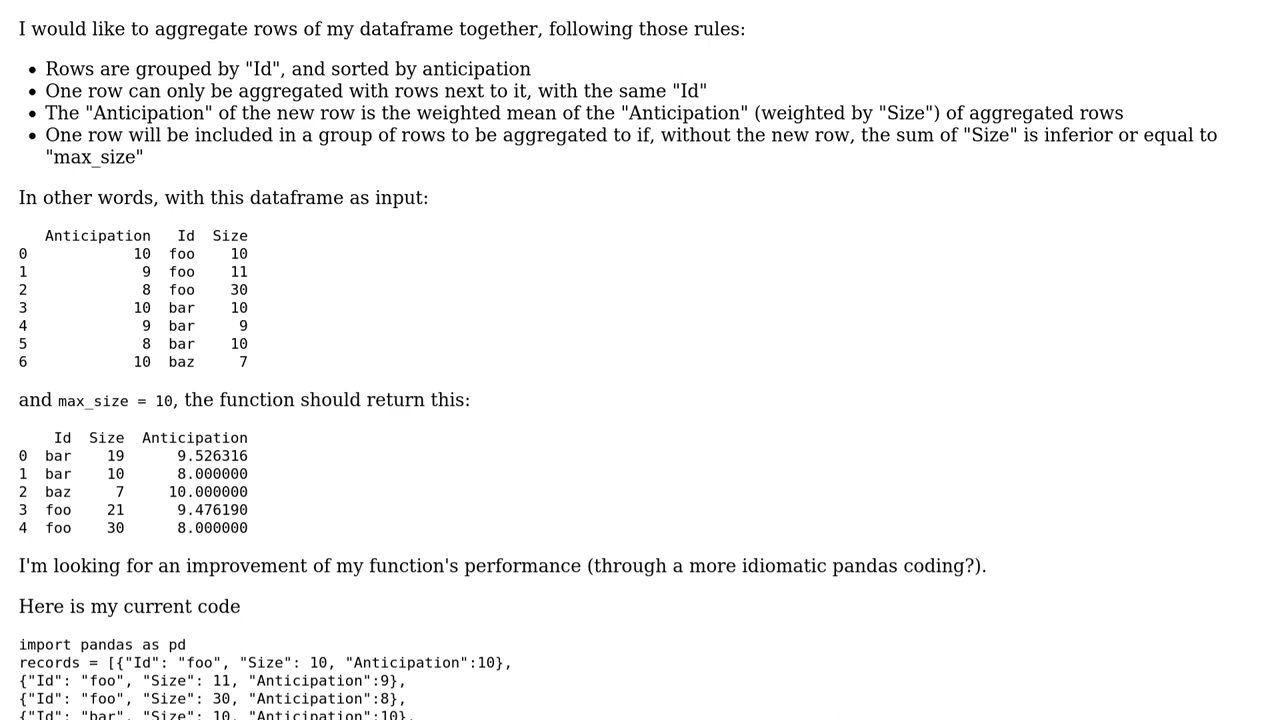 I would like to aggregate rows of my dataframe together, following those rules:
• Rows are grouped by "Id", and sorted by anticipation
• One row can only be aggregated with rows next to it, with the same "Id"
• The "Anticipation" of the new row is the weighted mean of the "Anticipation" (weighted by "Size") of aggregated rows
• One row will be included in a group of rows to be aggregated to if, without the new row, the sum of "Size" is inferior or equal to
"max_size"
In other words, with this dataframe as input:
   Anticipation   Id  Size
0            10  foo    10
1             9  foo    11
2             8  foo    30
3            10  bar    10
4             9  bar     9
5             8  bar    10
6            10  baz     7
and max_size = 10, the function should return this:
    Id  Size  Anticipation
0  bar    19      9.526316
1  bar    10      8.000000
2  baz     7     10.000000
3  foo    21      9.476190
4  foo    30      8.000000
I'm looking for an improvement of my function's performance (through a more idiomatic pandas coding?).
Here is my current code
import pandas as pd
records = [{"Id": "foo", "Size": 10, "Anticipation":10},
{"Id": "foo", "Size": 11, "Anticipation":9},
{"Id": "foo", "Size": 30, "Anticipation":8},
{"Id": "bar", "Size": 10, "Anticipation":10},